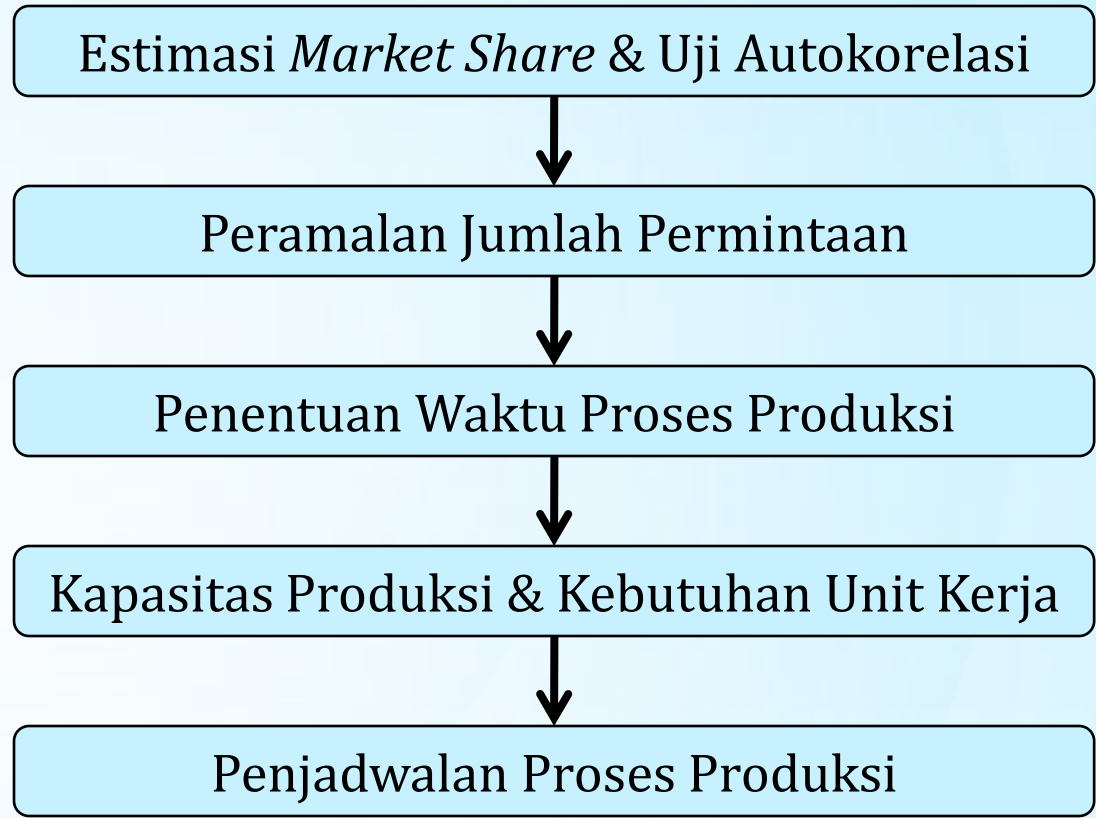 Estimasi Market Share & Uji Autokorelasi
Peramalan Jumlah Permintaan
Penentuan Waktu Proses Produksi
Kapasitas Produksi & Kebutuhan Unit Kerja
Penjadwalan Proses Produksi